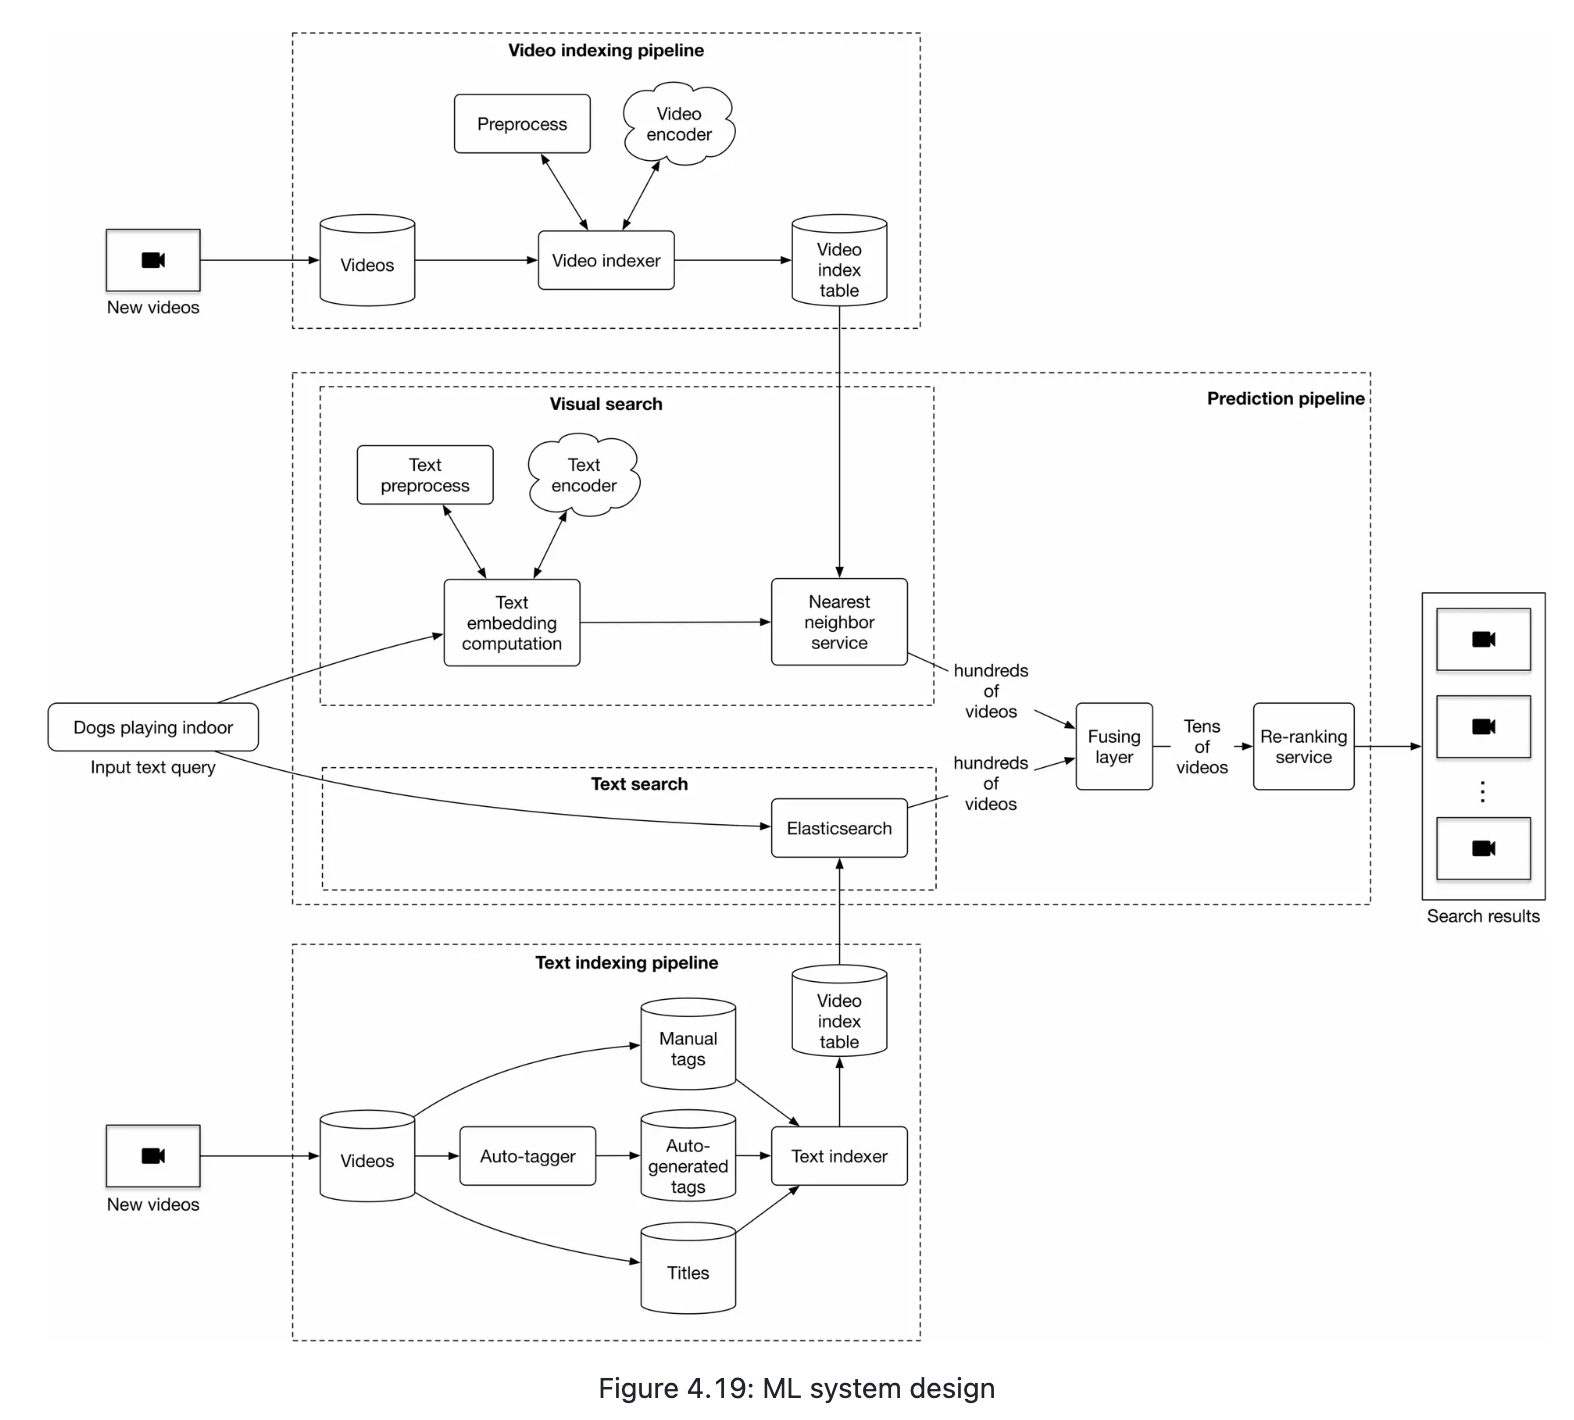 Video indexing pipeline
Preprocess
Video
encoder
New videos
Videos
Video indexer
Video
index
table
Prediction pipeline
Visual search
Text
preprocess
Text
encoder
Text
embedding
computation
Nearest
neighbor
service
Dogs playing indoor
Input text query
hundreds
of
videos
Text search
Elasticsearch
hundreds
of
videos
Fusing
layer
Tens
of
videos
Re-ranking
service
Search results
Text indexing pipeline
Video
index
table
Manual
tags
New videos
Videos
Auto-tagger
Auto-
generated
tags
Text indexer
Titles
Figure 4.19: ML system design